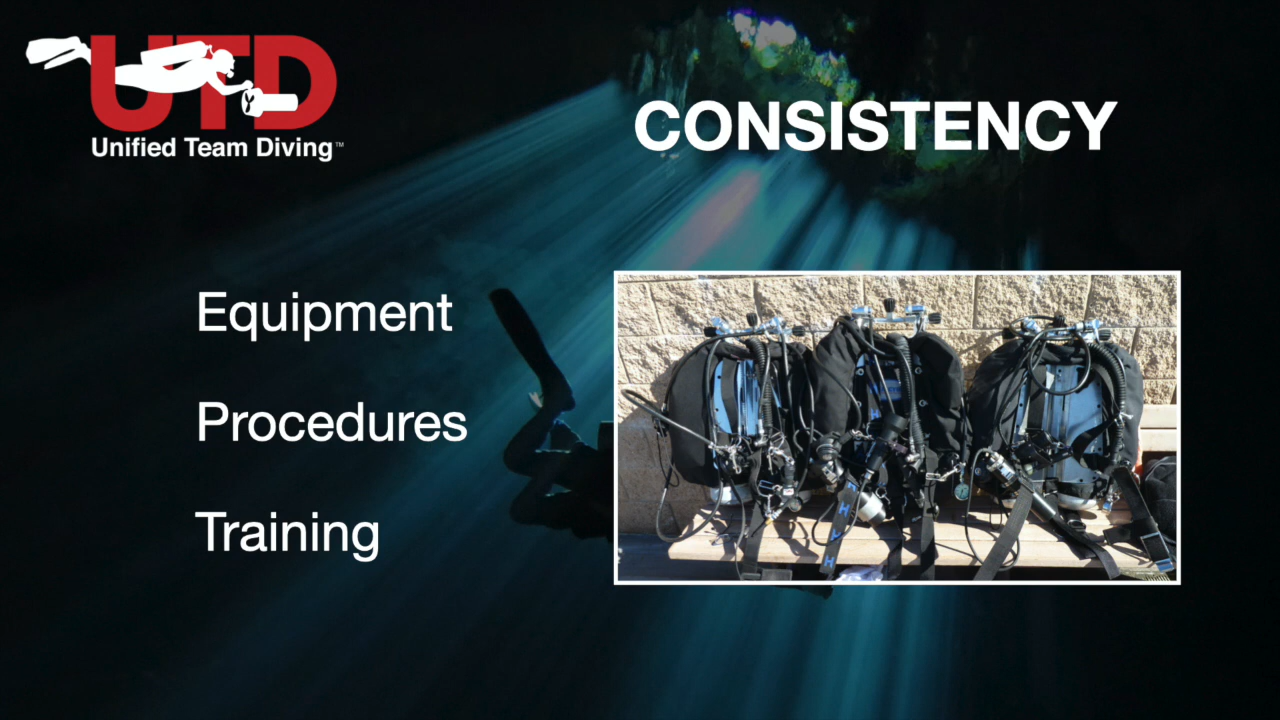 UTD
Unified Team Diving™
CONSISTENCY
Equipment
Procedures
Training